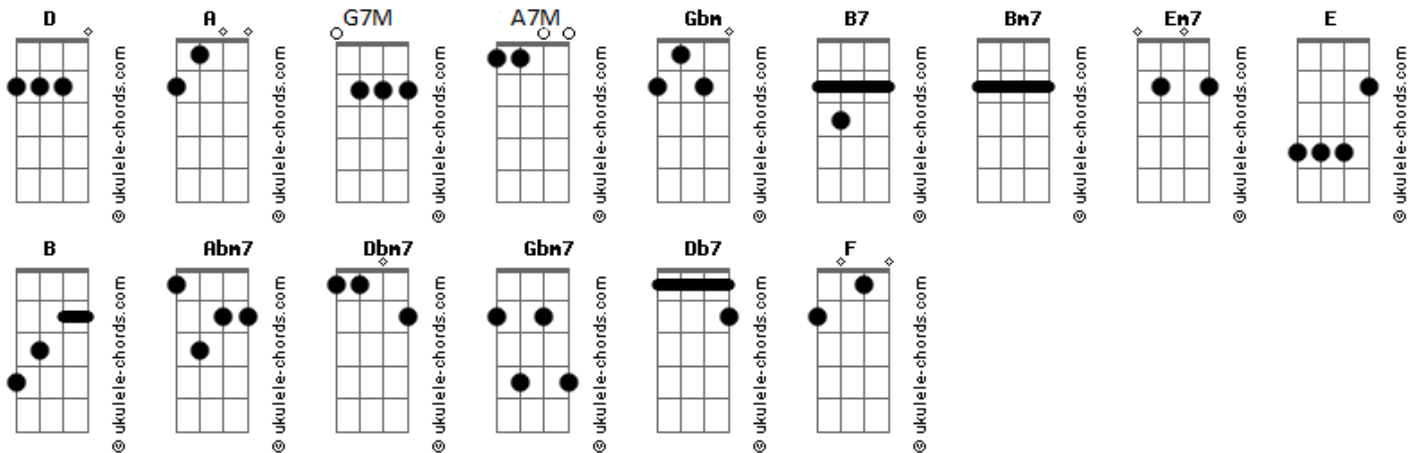 D A G7M A7M Gbm B7 Bm7 Em7 E
© ukulele-chords.com © ukulele-chords.com © ukulele-chords.com © ukulele-chords.com © ukulele-chords.com © ukulele-chords.com © ukulele-chords.com © ukulele-chords.com © ukulele-chords.com
B Abm7 Dbm7 Gbm7 Db7 F
© ukulele-chords.com © ukulele-chords.com © ukulele-chords.com © ukulele-chords.com © ukulele-chords.com © ukulele-chords.com